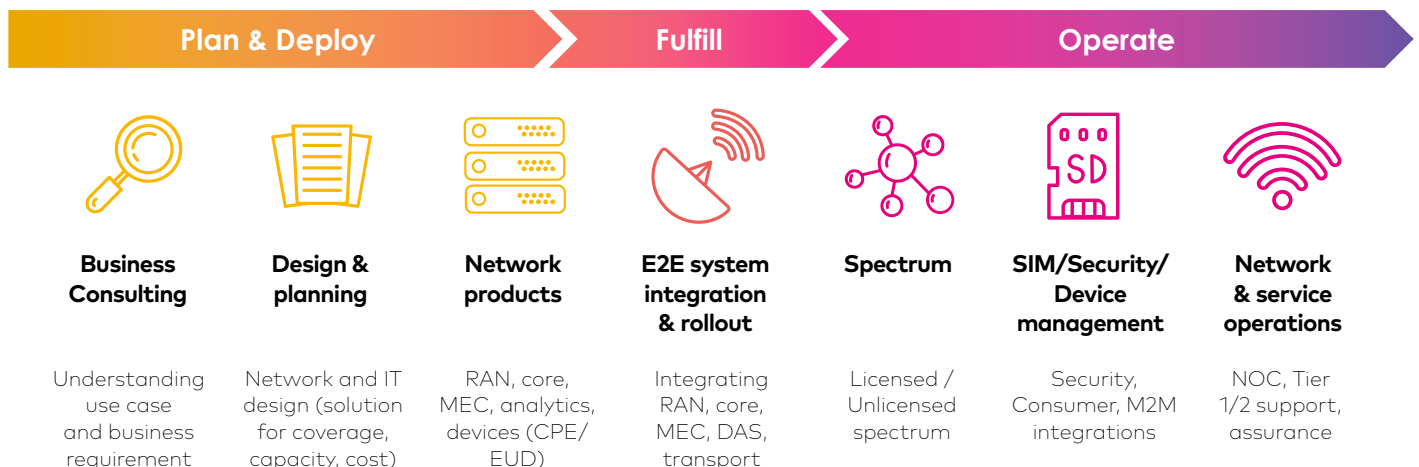 Plan & Deploy
Fulfill
Operate
SD
Business
Consulting
Understanding
use case
and business
requirement
Design &
planning
Network and IT
design (solution
for coverage,
capacity, cost)
Network
products
RAN, core,
MEC, analytics,
devices (CPE/
EUD)
E2E system
integration
& rollout
Integrating
RAN, core,
MEC, DAS,
transport
Spectrum
Licensed /
Unlicensed
spectrum
SIM/Security/
Device
management
Security,
Consumer, M2M
integrations
Network
& service
operations
NOC, Tier
1/2 support,
assurance